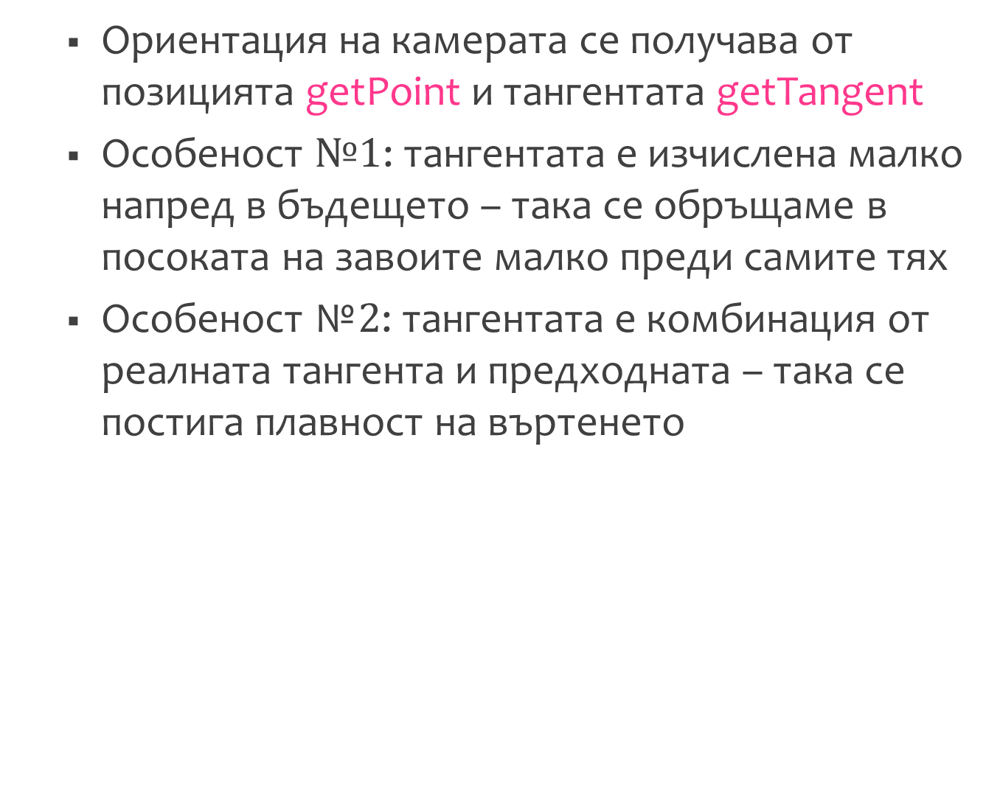 ▪ Ориентация на камерата се получава от
позицията getPoint и тангентата getTangent
▪ Особеност №1: тангентата е изчислена малко
напред в бъдещето – така се обръщаме в
посоката на завоите малко преди самите тях
▪ Особеност №2: тангентата е комбинация от
реалната тангента и предходната – така се
постига плавност на въртенето